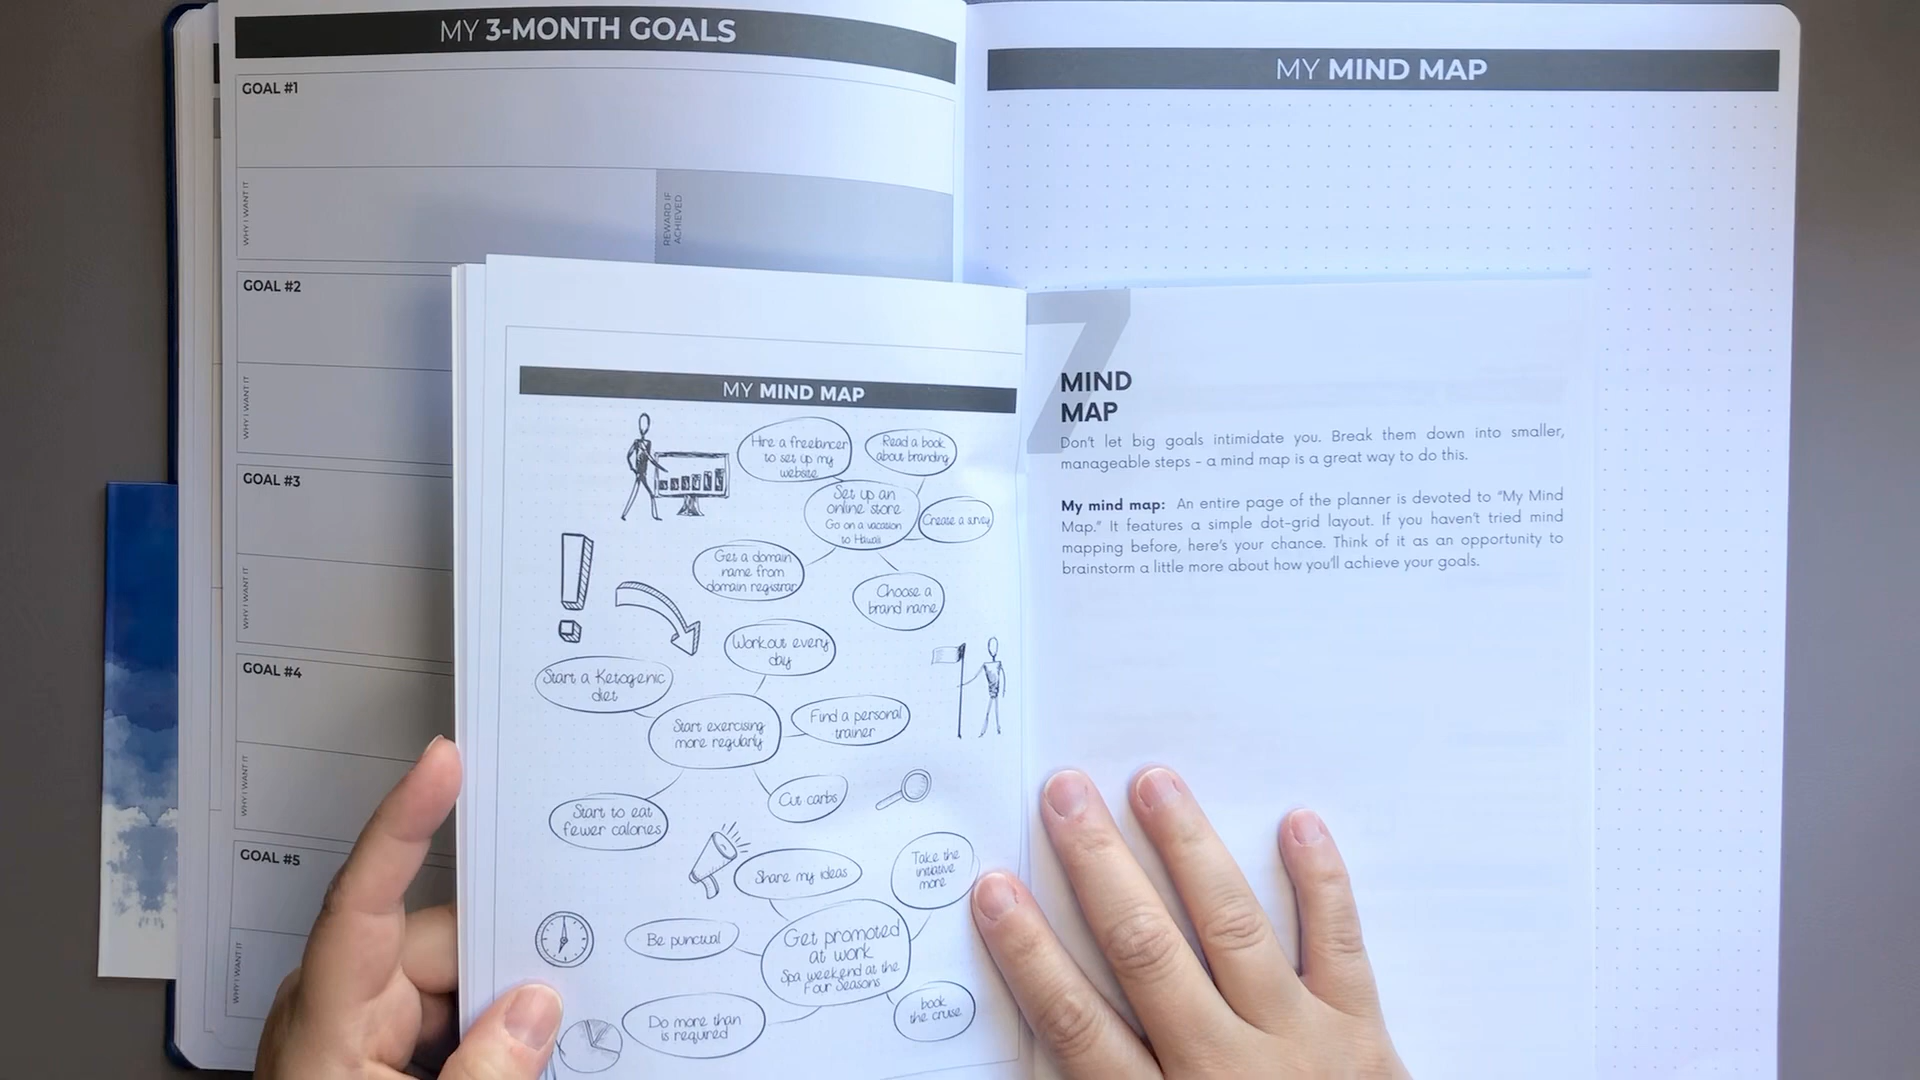 MY 3-MONTH GOALS
GOAL #1
WHY I WANT IT
REWARD IF
ACHIEVED
GOAL #2
WHY I WANT IT
GOAL #3
WHY I WANT IT
GOAL #4
WHY I WANT IT
GOAL #5
WHY I WANT IT
MY MIND MAP
MY MIND MAP
Hire a freelancer
to set up my
website
Read a book
about branding
Set up an
online store
Go on a vacation
to Hawaii
Create a survey
Get a domain
name from
domain registrar
Choose a
brand name
Workout every
day
Start a Ketogenic
diet
Start exercising
more regularly
Find a personal
trainer
Cut carbs
Start to eat
fewer calories
Share my ideas
Take the
initiative
more
Be punctual
Get promoted
at work
Spa weekend at the
Four Seasons
Do more than
is required
book
the cruise
7
MIND
MAP
Don't let big goals intimidate you. Break them down into smaller,
manageable steps - a mind map is a great way to do this.
My mind map: An entire page of the planner is devoted to "My Mind
Map." It features a simple dot-grid layout. If you haven't tried mind
mapping before, here's your chance. Think of it as an opportunity to
brainstorm a little more about how you'll achieve your goals.